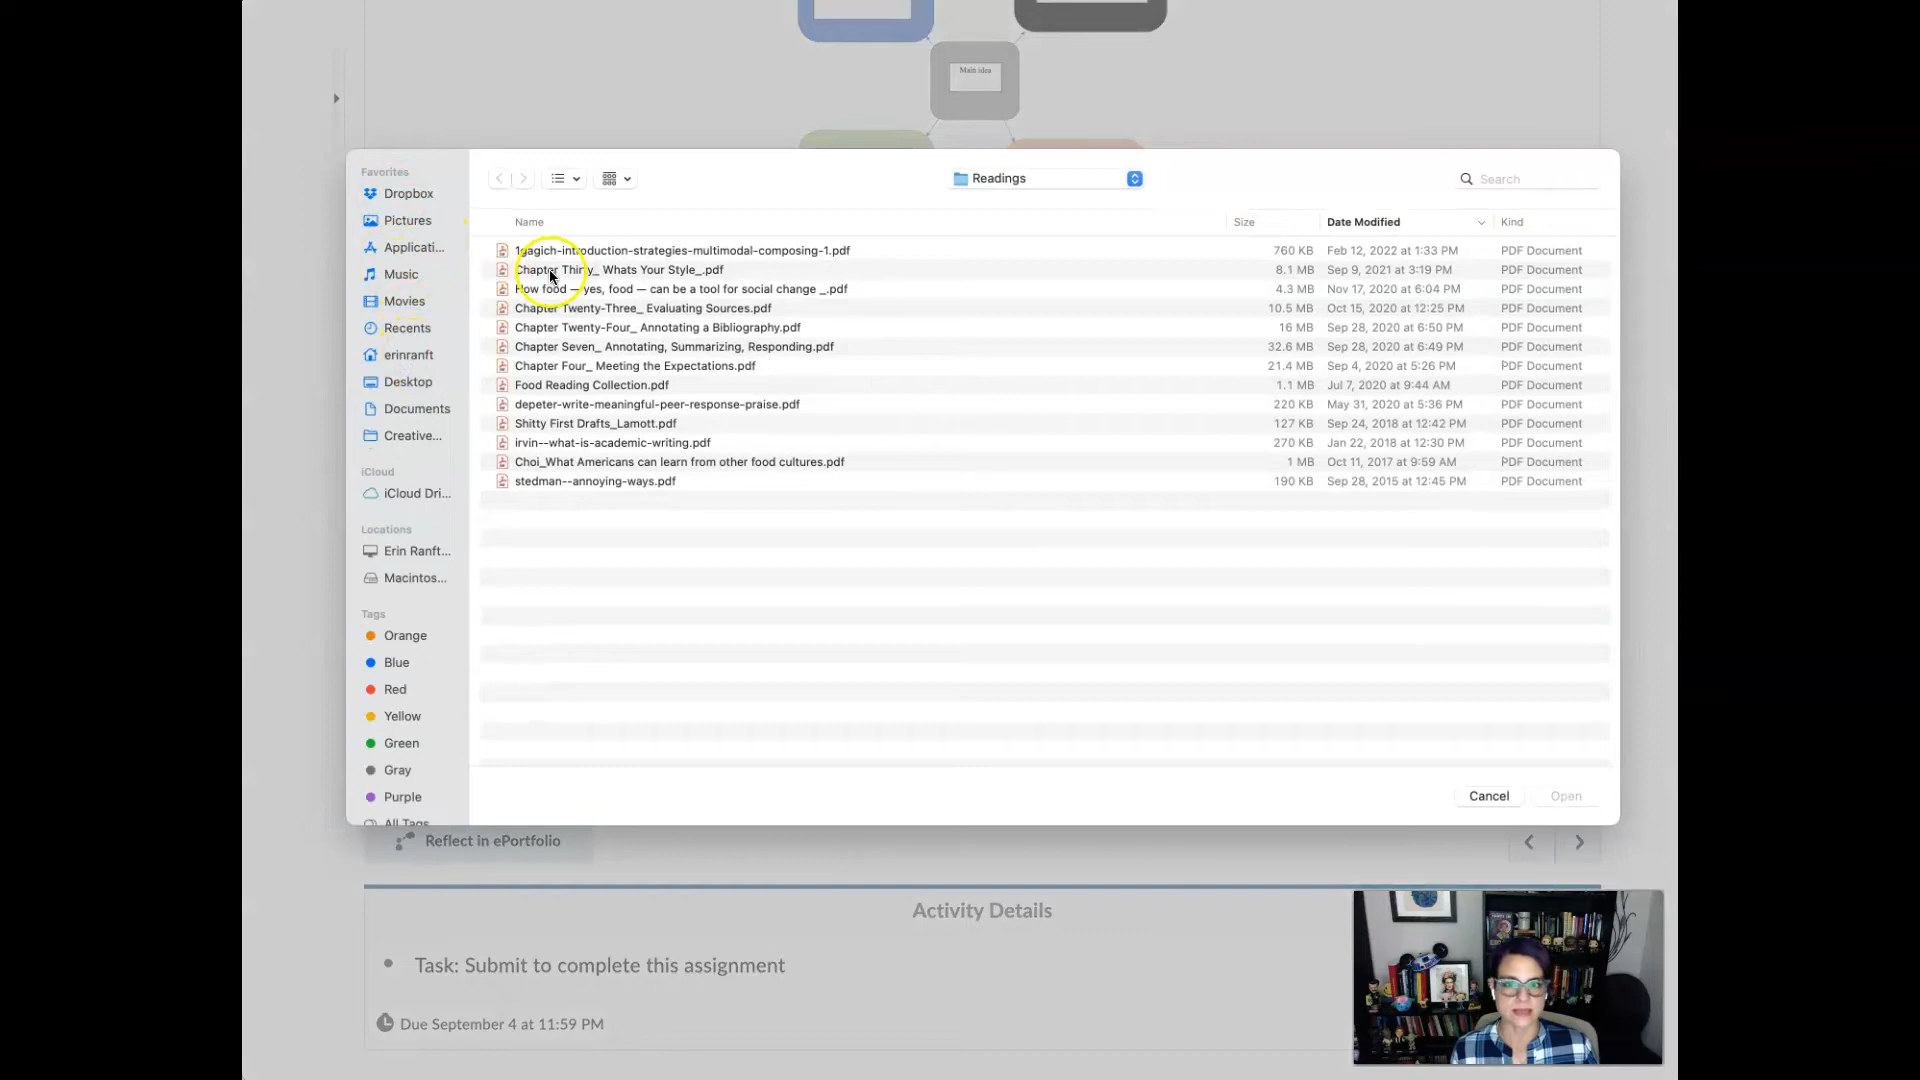 Main idea
Favorites
Dropbox
Pictures
Applicati...
Music
Movies
Recents
erinranft
Desktop
Documents
Creative...
iCloud
iCloud Dri...
Locations
Erin Ranft...
Macintos...
Tags
Orange
Blue
Red
Yellow
Green
Gray
Purple
All Tags
Readings
Search
Name Size Date Modified Kind
1gagich-introduction-strategies-multimodal-composing-1.pdf 760 KB Feb 12, 2022 at 1:33 PM PDF Document
Chapter Thirty_ Whats Your Style_.pdf 8.1 MB Sep 9, 2021 at 3:19 PM PDF Document
How food — yes, food — can be a tool for social change _.pdf 4.3 MB Nov 17, 2020 at 6:04 PM PDF Document
Chapter Twenty-Three_ Evaluating Sources.pdf 10.5 MB Oct 15, 2020 at 12:25 PM PDF Document
Chapter Twenty-Four_ Annotating a Bibliography.pdf 16 MB Sep 28, 2020 at 6:50 PM PDF Document
Chapter Seven_ Annotating, Summarizing, Responding.pdf 32.6 MB Sep 28, 2020 at 6:49 PM PDF Document
Chapter Four_ Meeting the Expectations.pdf 21.4 MB Sep 4, 2020 at 5:26 PM PDF Document
Food Reading Collection.pdf 1.1 MB Jul 7, 2020 at 9:44 AM PDF Document
depeter-write-meaningful-peer-response-praise.pdf 220 KB May 31, 2020 at 5:36 PM PDF Document
Shitty First Drafts_Lamott.pdf 127 KB Sep 24, 2018 at 12:42 PM PDF Document
irvin--what-is-academic-writing.pdf 270 KB Jan 22, 2018 at 12:30 PM PDF Document
Choi_What Americans can learn from other food cultures.pdf 1 MB Oct 11, 2017 at 9:59 AM PDF Document
stedman--annoying-ways.pdf 190 KB Sep 28, 2015 at 12:45 PM PDF Document
Cancel Open
Reflect in ePortfolio
Activity Details
Task: Submit to complete this assignment
Due September 4 at 11:59 PM